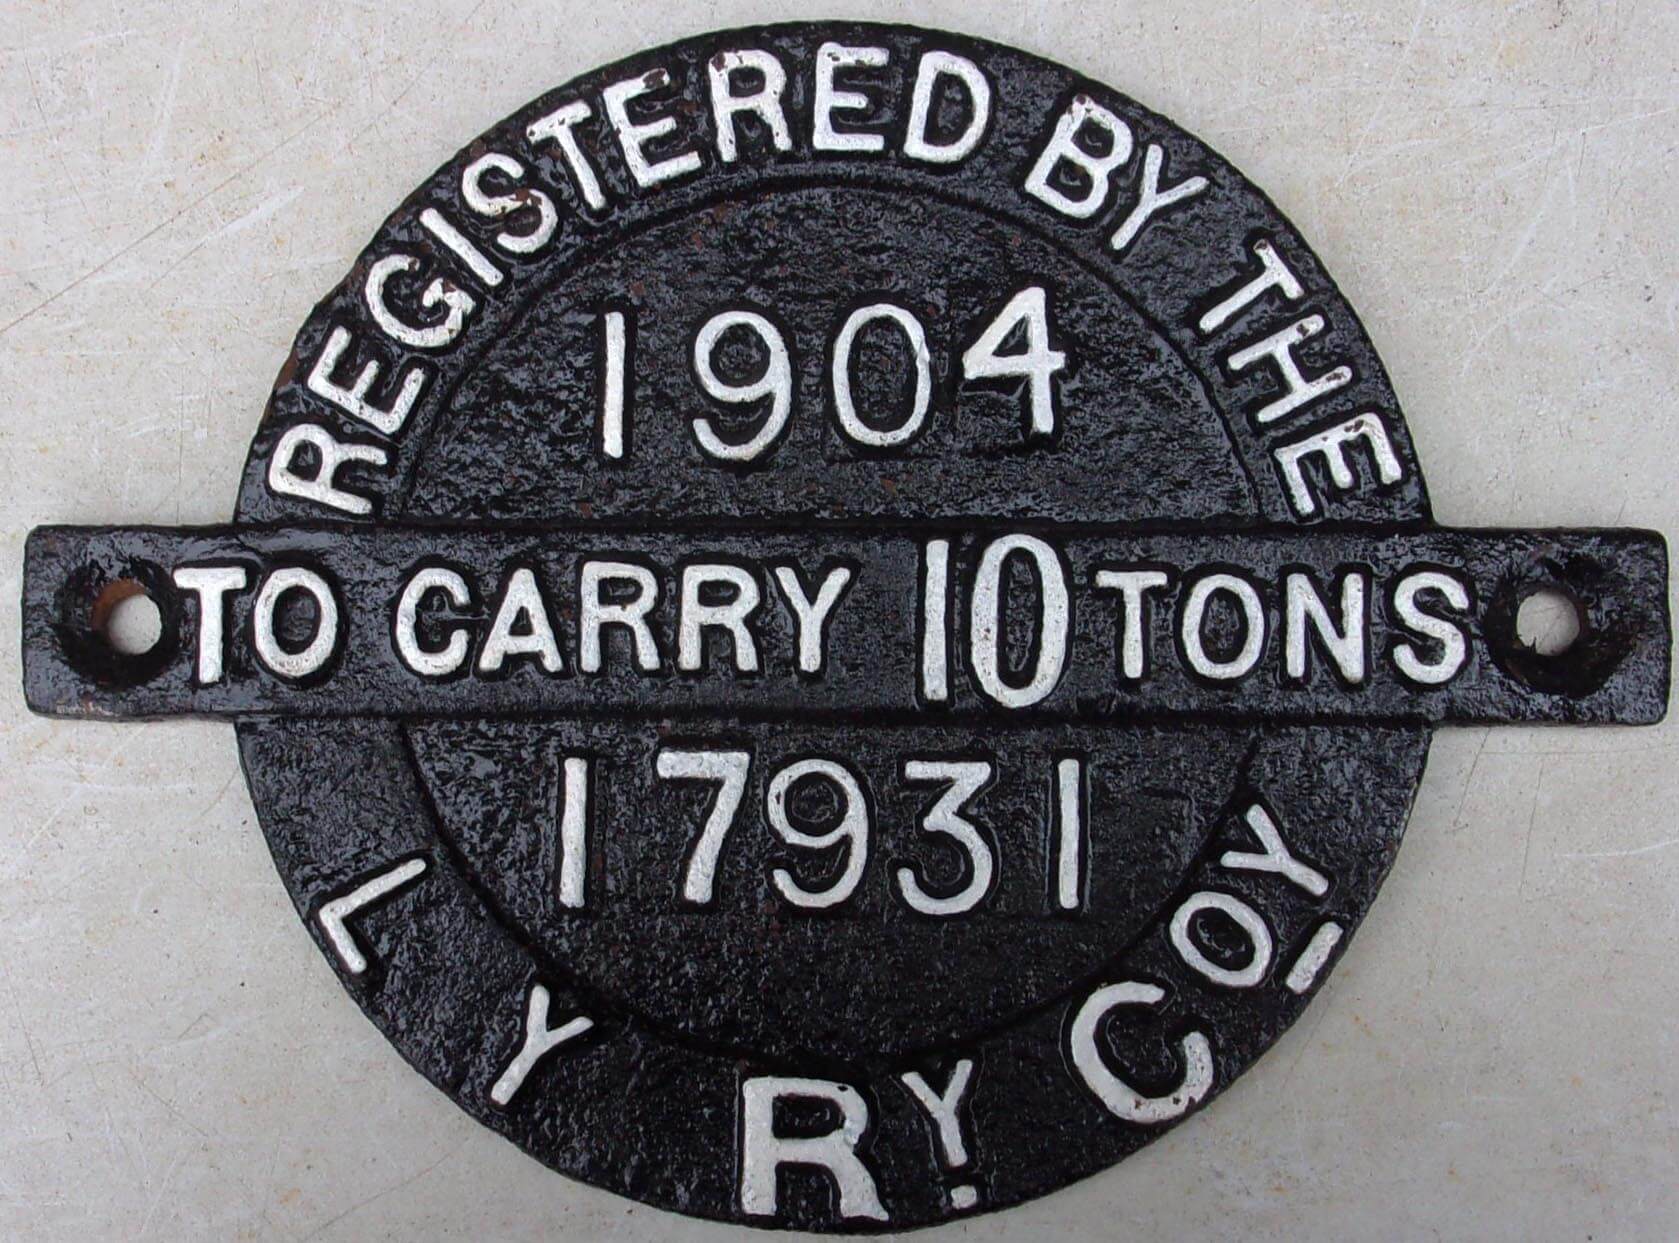 REGISTERED BY THE
1904
TO CARRY 10 TONS
17931
L Y RY. COY.